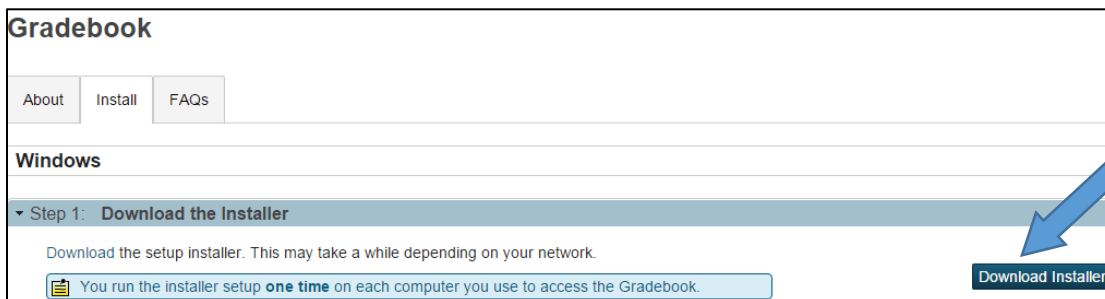 Gradebook
About Install FAQs
Windows
Step 1: Download the Installer
Download the setup installer. This may take a while depending on your network.
Download Installer
You run the installer setup one time on each computer you use to access the Gradebook.